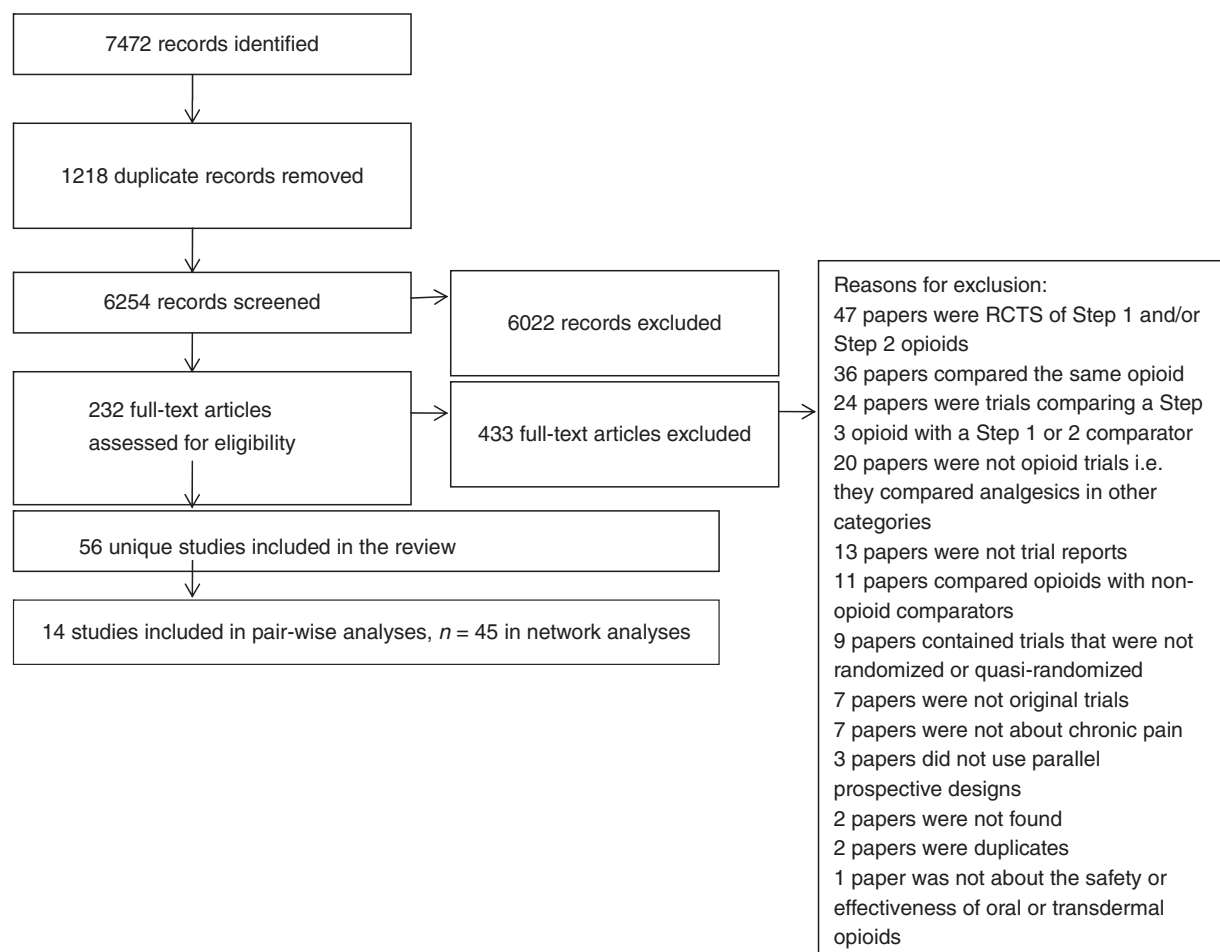 7472 records identified
1218 duplicate records removed
6254 records screened
6022 records excluded
232 full-text articles
assessed for eligibility
433 full-text articles excluded
56 unique studies included in the review
14 studies included in pair-wise analyses, n = 45 in network analyses
Reasons for exclusion:
47 papers were RCTS of Step 1 and/or
Step 2 opioids
36 papers compared the same opioid
24 papers were trials comparing a Step
3 opioid with a Step 1 or 2 comparator
20 papers were not opioid trials i.e.
they compared analgesics in other
categories
13 papers were not trial reports
11 papers compared opioids with non-
opioid comparators
9 papers contained trials that were not
randomized or quasi-randomized
7 papers were not original trials
7 papers were not about chronic pain
3 papers did not use parallel
prospective designs
2 papers were not found
2 papers were duplicates
1 paper was not about the safety or
effectiveness of oral or transdermal
opioids